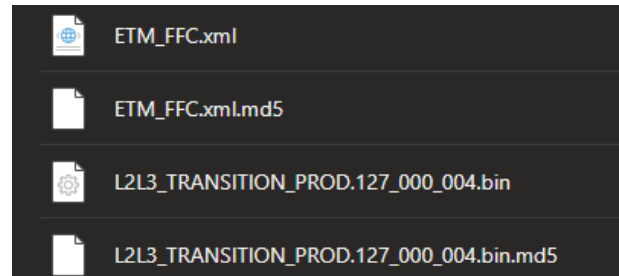 ETM_FFC.xml
ETM_FFC.xml.md5
L2L3_TRANSITION_PROD.127_000_004.bin
L2L3_TRANSITION_PROD.127_000_004.bin.md5